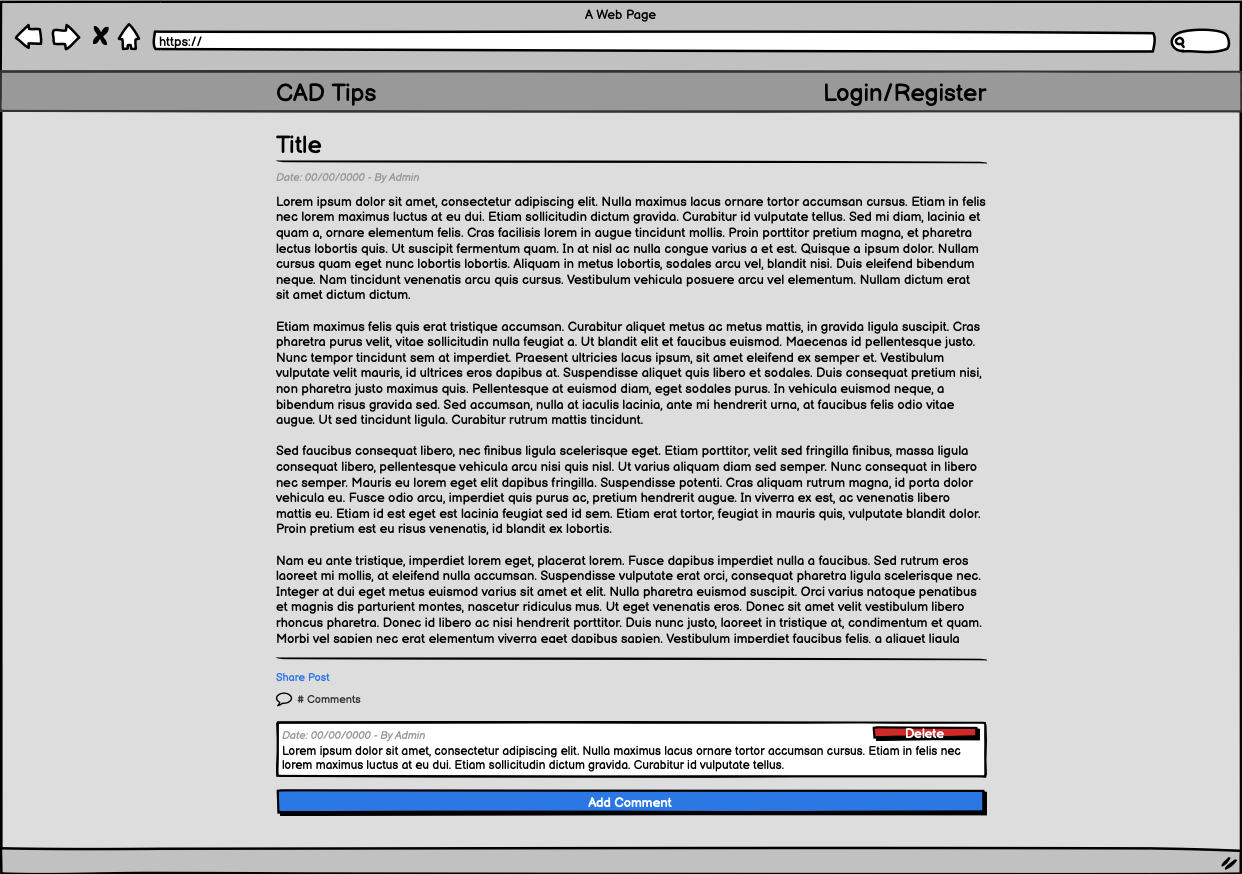 A Web Page
https://
CAD Tips
Login/Register
Title
Date: 00/00/0000 - By Admin
Lorem ipsum dolor sit amet, consectetur adipiscing elit. Nulla maximus lacus ornare tortor accumsan cursus. Etiam in felis
nec lorem maximus luctus at eu dui. Etiam sollicitudin dictum gravida. Curabitur id vulputate tellus. Sed mi diam, lacinia et
quam a, ornare elementum felis. Cras facilisis lorem in augue tincidunt mollis. Proin porttitor pretium magna, et pharetra
lectus lobortis quis. Ut suscipit fermentum quam. In at nisl ac nulla congue varius a et est. Quisque a ipsum dolor. Nullam
cursus quam eget nunc lobortis lobortis. Aliquam in metus lobortis, sodales arcu vel, blandit nisi. Duis eleifend bibendum
neque. Nam tincidunt venenatis arcu quis cursus. Vestibulum vehicula posuere arcu vel elementum. Nullam dictum erat
sit amet dictum dictum.
Etiam maximus felis quis erat tristique accumsan. Curabitur aliquet metus ac metus mattis, in gravida ligula suscipit. Cras
pharetra purus velit, vitae sollicitudin nulla feugiat a. Ut blandit elit et faucibus euismod. Maecenas id pellentesque justo.
Nunc tempor tincidunt sem at imperdiet. Praesent ultricies lacus ipsum, sit amet eleifend ex semper et. Vestibulum
vulputate velit mauris, id ultrices eros dapibus at. Suspendisse aliquet quis libero et sodales. Duis consequat pretium nisi,
non pharetra justo maximus quis. Pellentesque at euismod diam, eget sodales purus. In vehicula euismod neque, a
bibendum risus gravida sed. Sed accumsan, nulla at iaculis lacinia, ante mi hendrerit urna, at faucibus felis odio vitae
augue. Ut sed tincidunt ligula. Curabitur rutrum mattis tincidunt.
Sed faucibus consequat libero, nec finibus ligula scelerisque eget. Etiam porttitor, velit sed fringilla finibus, massa ligula
consequat libero, pellentesque vehicula arcu nisi quis nisl. Ut varius aliquam diam sed semper. Nunc consequat in libero
nec semper. Mauris eu lorem eget elit dapibus fringilla. Suspendisse potenti. Cras aliquam rutrum magna, id porta dolor
vehicula eu. Fusce odio arcu, imperdiet quis purus ac, pretium hendrerit augue. In viverra ex est, ac venenatis libero
mattis eu. Etiam id est eget est lacinia feugiat sed id sem. Etiam erat tortor, feugiat in mauris quis, vulputate blandit dolor.
Proin pretium est eu risus venenatis, id blandit ex lobortis.
Nam eu ante tristique, imperdiet lorem eget, placerat lorem. Fusce dapibus imperdiet nulla a faucibus. Sed rutrum eros
laoreet mi mollis, at eleifend nulla accumsan. Suspendisse vulputate erat orci, consequat pharetra ligula scelerisque nec.
Integer at dui eget metus euismod varius sit amet et elit. Nulla pharetra euismod suscipit. Orci varius natoque penatibus
et magnis dis parturient montes, nascetur ridiculus mus. Ut eget venenatis eros. Donec sit amet velit vestibulum libero
rhoncus pharetra. Donec id libero ac nisi hendrerit porttitor. Duis nunc justo, laoreet in tristique at, condimentum et quam.
Morbi vel sapien nec erat elementum viverra eget dapibus sapien. Vestibulum imperdiet faucibus felis, a aliquet ligula
Share Post
# Comments
Date: 00/00/0000 - By Admin
Delete
Lorem ipsum dolor sit amet, consectetur adipiscing elit. Nulla maximus lacus ornare tortor accumsan cursus. Etiam in felis nec
lorem maximus luctus at eu dui. Etiam sollicitudin dictum gravida. Curabitur id vulputate tellus.
Add Comment